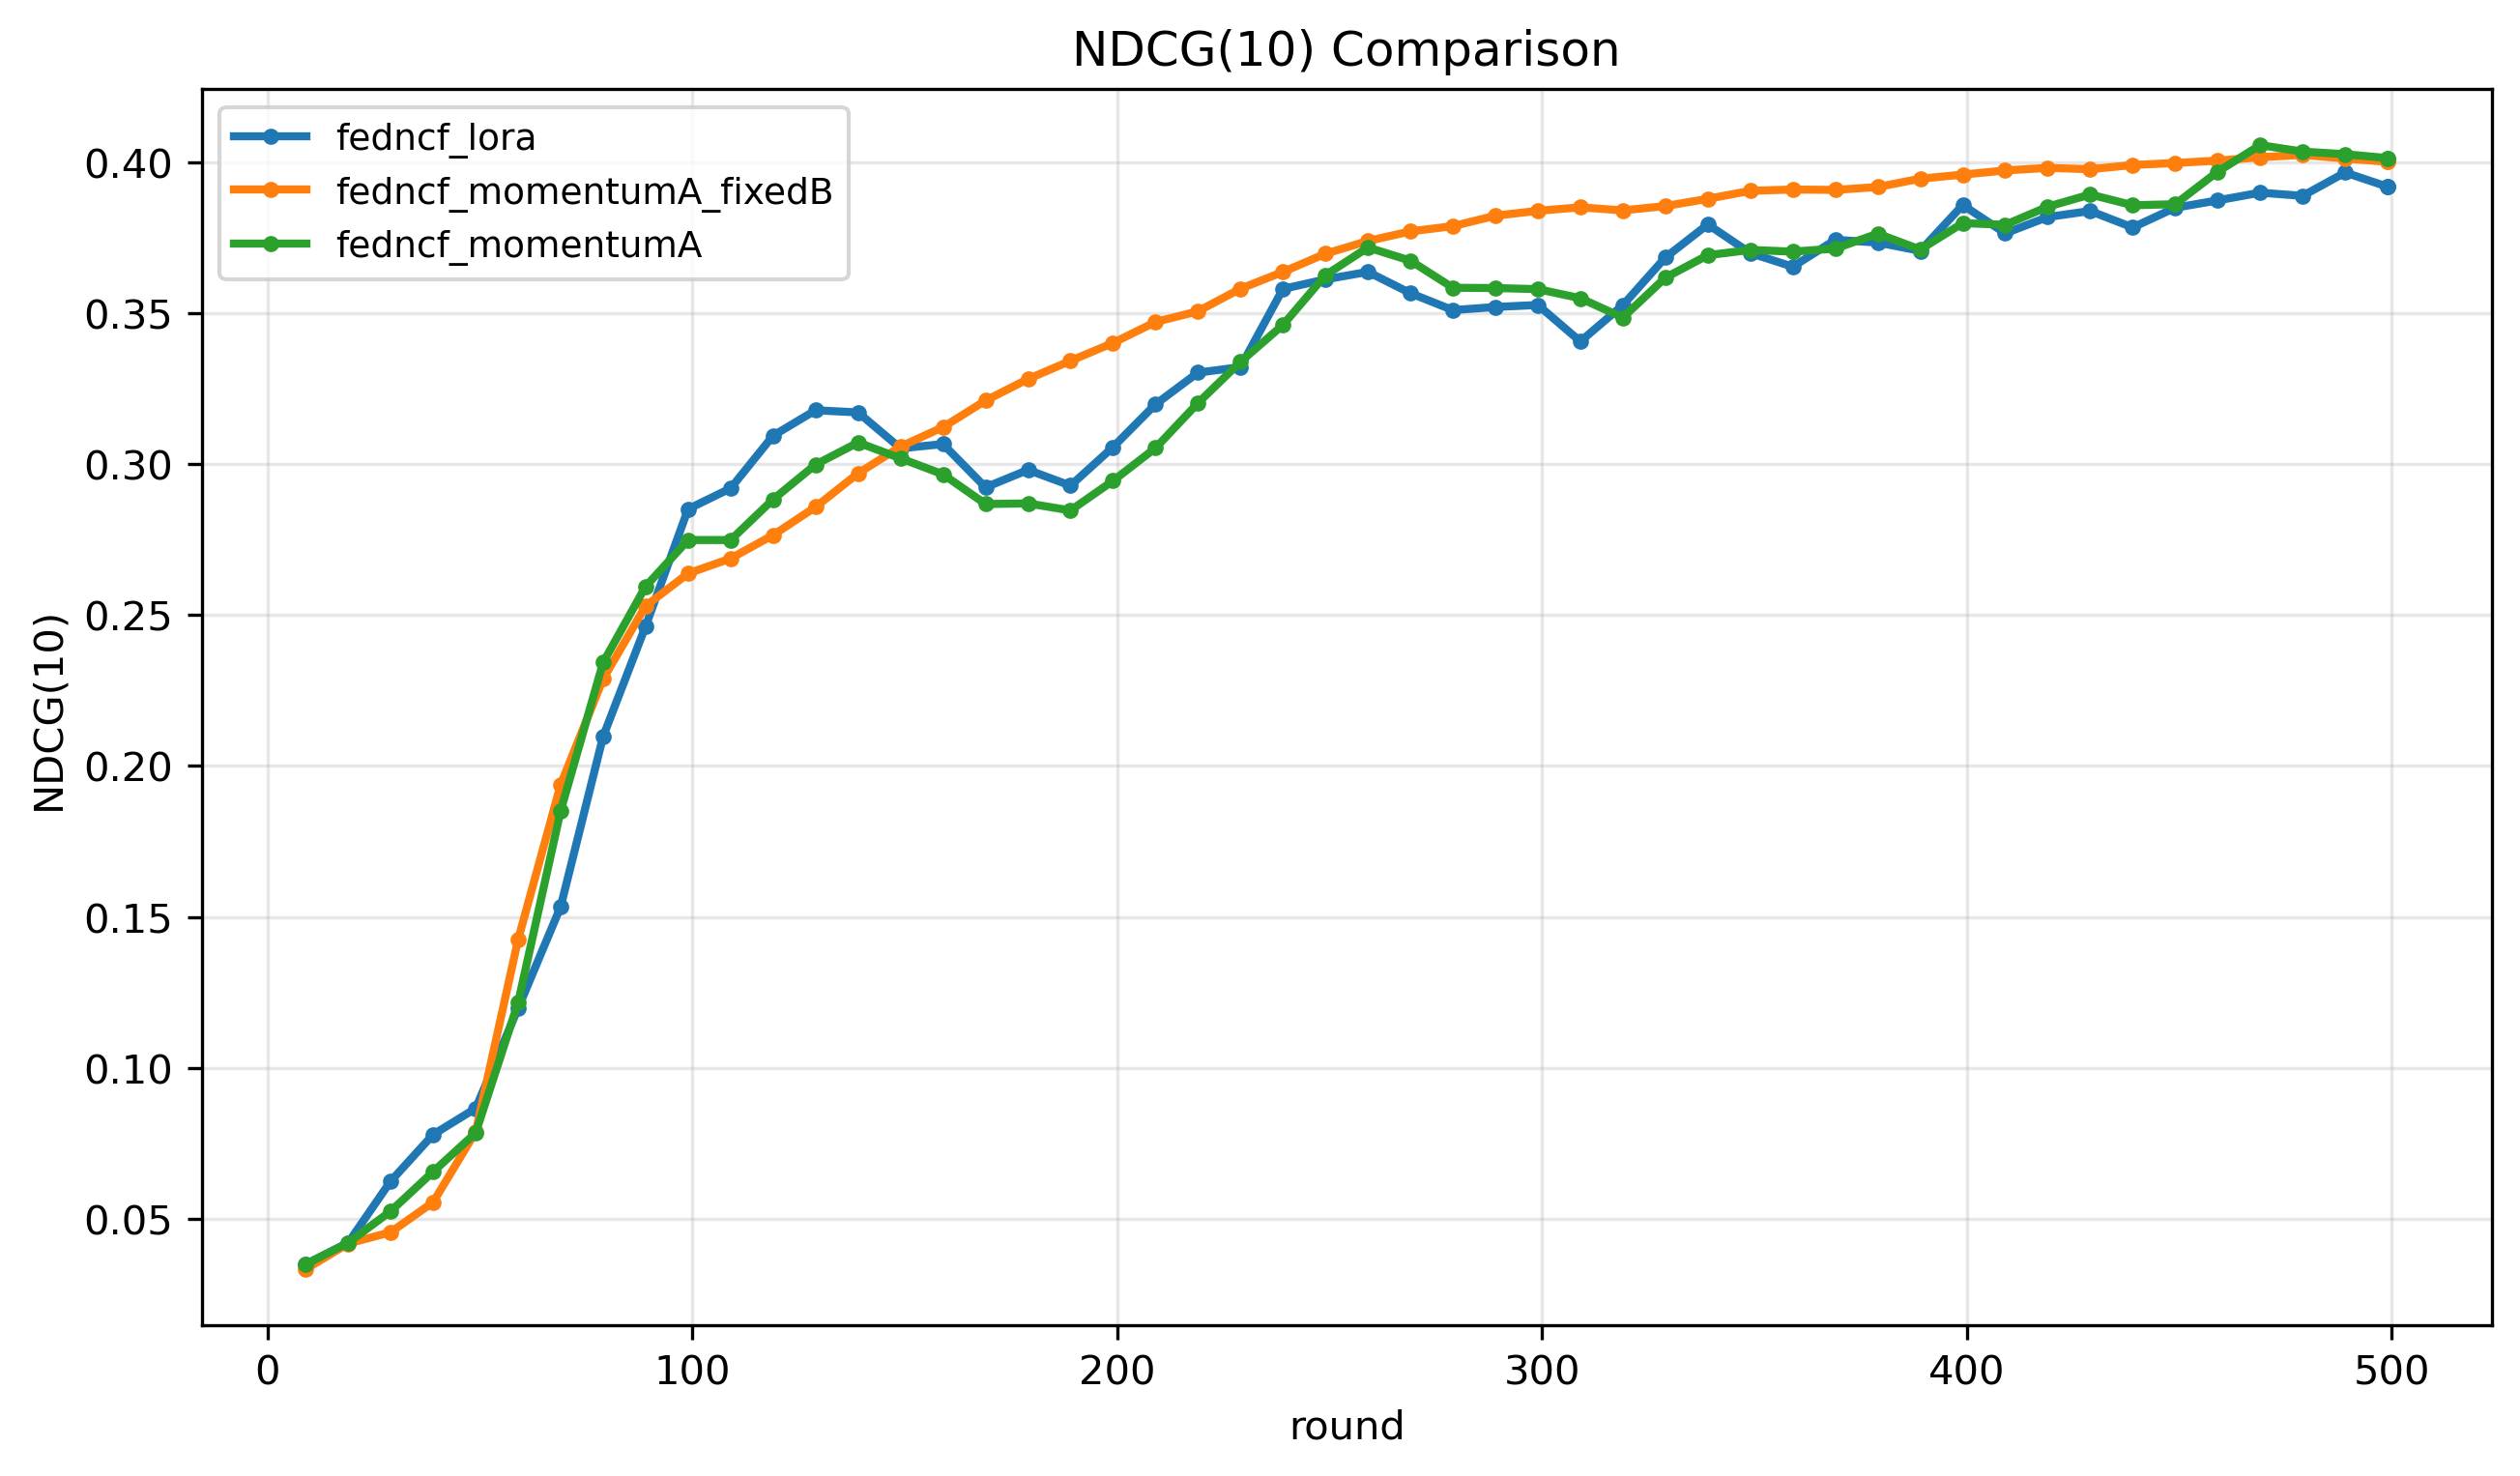 NDCG(10) Comparison
fedncf_lora
fedncf_momentumA_fixedB
fedncf_momentumA
NDCG(10)
0.40
0.35
0.30
0.25
0.20
0.15
0.10
0.05
0 100 200 300 400 500
round